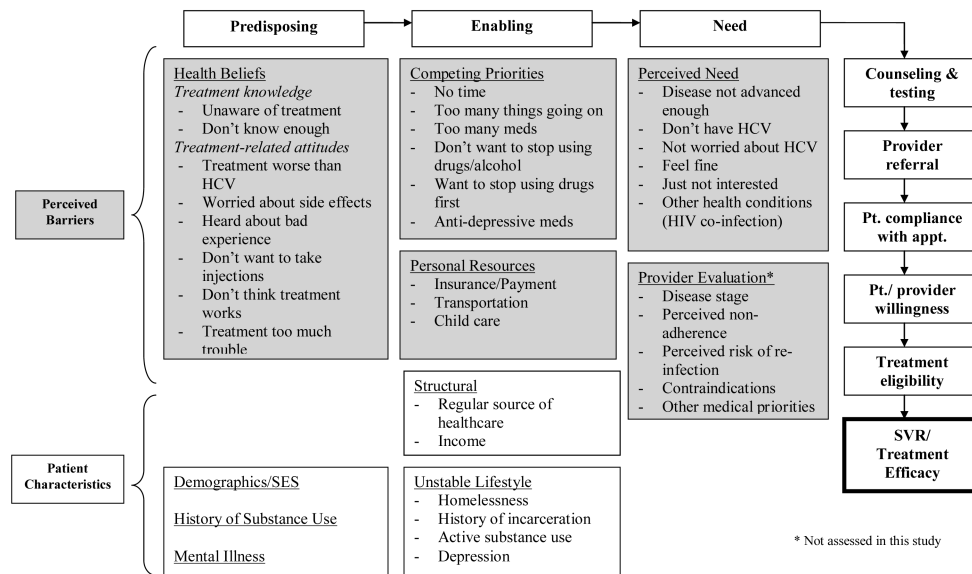 Predisposing
Enabling
Need
Perceived
Barriers
Health Beliefs
Treatment knowledge
- Unaware of treatment
- Don't know enough
Treatment-related attitudes
- Treatment worse than
HCV
- Worried about side effects
- Heard about bad
experience
- Don't want to take
injections
- Don't think treatment
works
- Treatment too much
trouble
Competing Priorities
- No time
- Too many things going on
- Too many meds
- Don't want to stop using
drugs/alcohol
- Want to stop using drugs
first
- Anti-depressive meds
Personal Resources
- Insurance/Payment
- Transportation
- Child care
Perceived Need
- Disease not advanced
enough
- Don't have HCV
- Not worried about HCV
- Feel fine
- Just not interested
- Other health conditions
(HIV co-infection)
Provider Evaluation*
- Disease stage
- Perceived non-
adherence
- Perceived risk of re-
infection
- Contraindications
- Other medical priorities
Patient
Characteristics
Structural
- Regular source of
healthcare
- Income
Demographics/SES
History of Substance Use
Mental Illness
Unstable Lifestyle
- Homelessness
- History of incarceration
- Active substance use
- Depression
Counseling &
testing
Provider
referral
Pt. compliance
with appt.
Pt./ provider
willingness
Treatment
eligibility
SVR/
Treatment
Efficacy
* Not assessed in this study